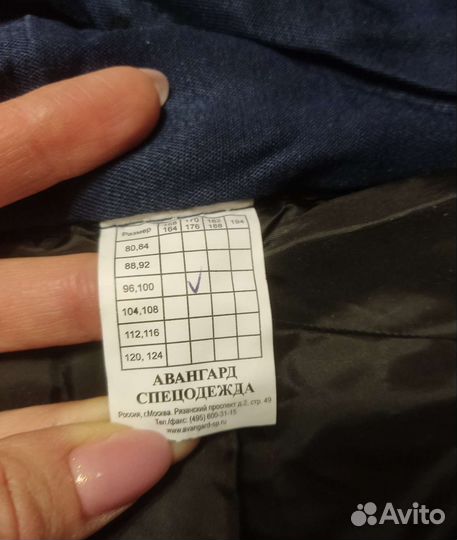 Размер 158 164 170 176 182 188 194
80,84
88,92
96,100 V
104,108
112,116
120, 124
АВАНГАРД
СПЕЦОДЕЖДА
Россия, г.Москва. Рязанский проспект д.2, стр. 49
Тел./факс: (495) 600-31-15
www.avangard-sp.ru
Avito